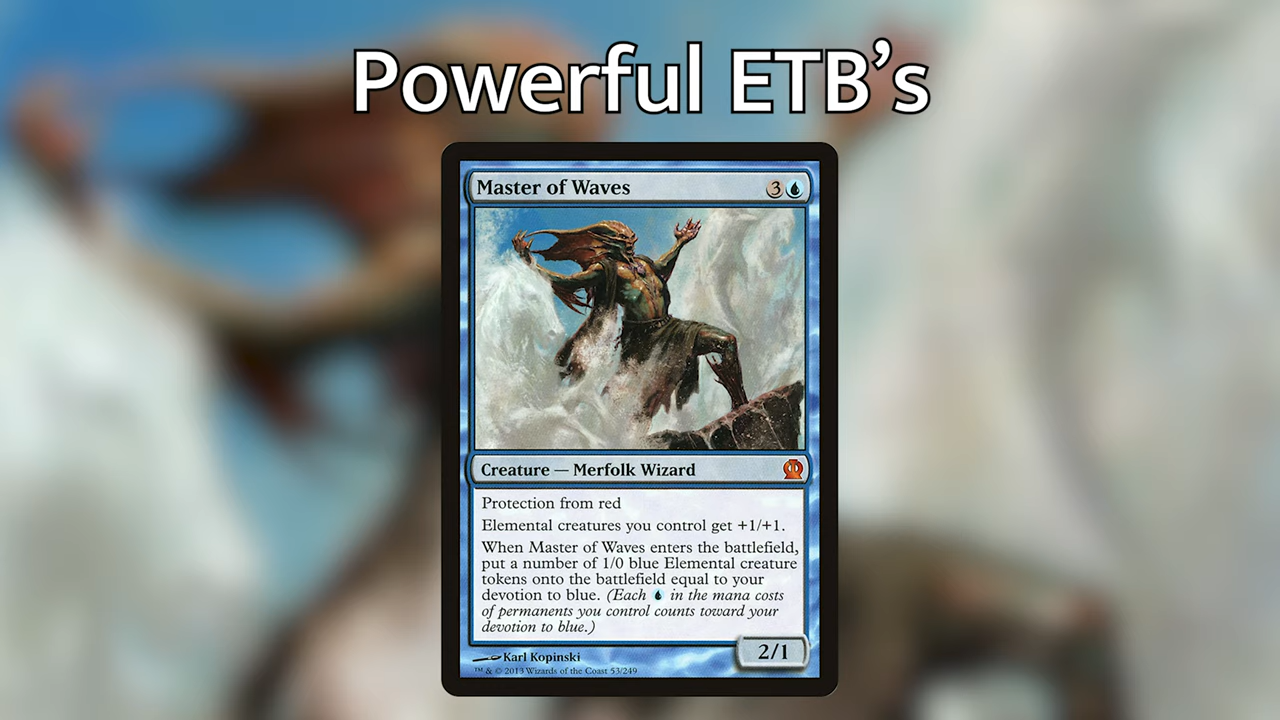 Powerful ETB's
Master of Waves 3
Creature — Merfolk Wizard
Protection from red
Elemental creatures you control get +1/+1.
When Master of Waves enters the battlefield,
put a number of 1/0 blue Elemental creature
tokens onto the battlefield equal to your
devotion to blue. (Each in the mana costs
of permanents you control counts toward your
devotion to blue.)
2/1
Karl Kopinski
™ & © 2013 Wizards of the Coast 53/249